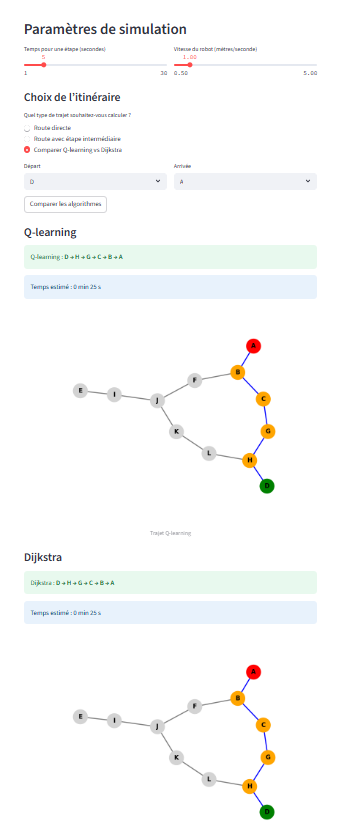 Paramètres de simulation
Temps pour une étape (secondes)
Vitesse du robot (mètres/seconde)
5
1.00
1
30
0.50
5.00
Choix de l'itinéraire
Quel type de trajet souhaitez-vous calculer ?
Route directe
Route avec étape intermédiaire
Comparer Q-learning vs Dijkstra
Départ
Arrivée
D
A
Comparer les algorithmes
Q-learning
Q-learning : D → H → G → C → B → A
Temps estimé : 0 min 25 s
A
B
F
E
I
J
C
K
G
L
H
D
Trajet Q-learning
Dijkstra
Dijkstra : D → H → G → C → B → A
Temps estimé : 0 min 25 s
A
B
F
E
I
J
C
K
G
L
H
D